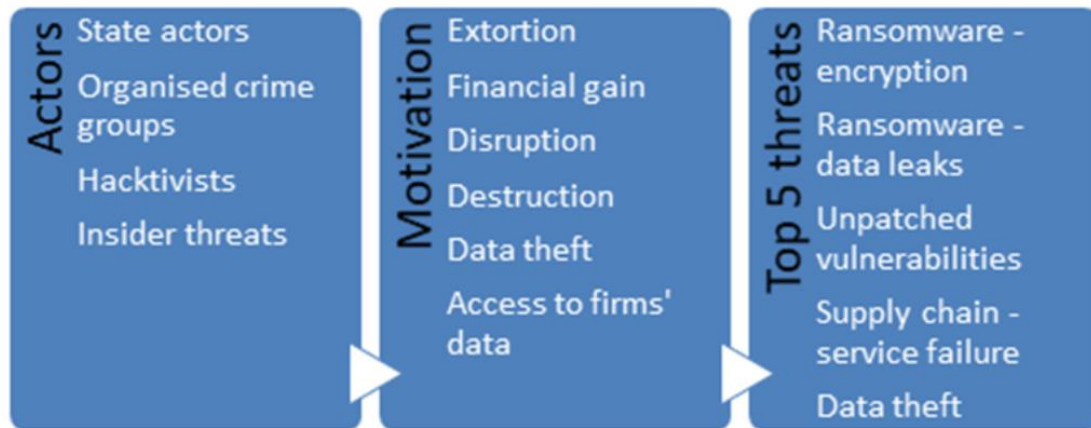 Actors
State actors
Organised crime
groups
Hacktivists
Insider threats
Motivation
Extortion
Financial gain
Disruption
Destruction
Data theft
Access to firms'
data
Top 5 threats
Ransomware -
encryption
Ransomware -
data leaks
Unpatched
vulnerabilities
Supply chain -
service failure
Data theft